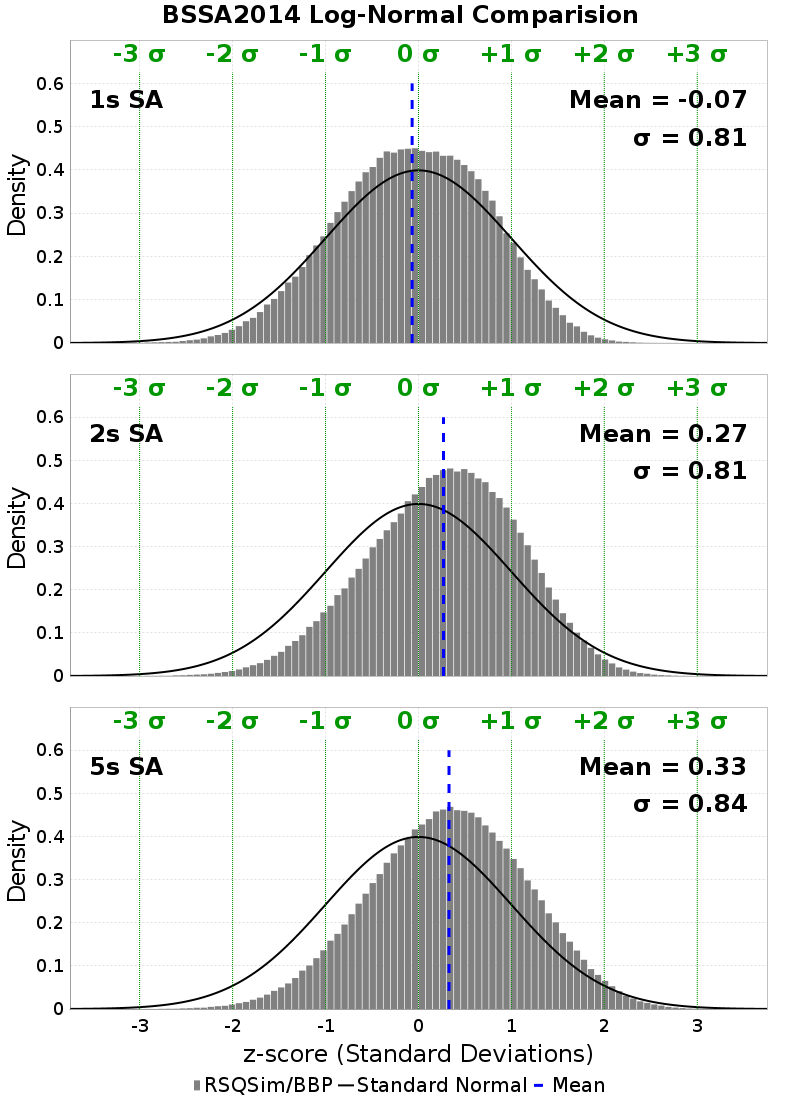 BSSA2014 Log-Normal Comparision
-3 σ -2 σ -1 σ 0 σ +1 σ +2 σ +3 σ
1s SA
Mean = -0.07
σ = 0.81
Density
0.6
0.5
0.4
0.3
0.2
0.1
0
-3 σ -2 σ -1 σ 0 σ +1 σ +2 σ +3 σ
2s SA
Mean = 0.27
σ = 0.81
Density
0.6
0.5
0.4
0.3
0.2
0.1
0
-3 σ -2 σ -1 σ 0 σ +1 σ +2 σ +3 σ
5s SA
Mean = 0.33
σ = 0.84
Density
0.6
0.5
0.4
0.3
0.2
0.1
0
-3 -2 -1 0 1 2 3
z-score (Standard Deviations)
RSQSim/BBP Standard Normal Mean